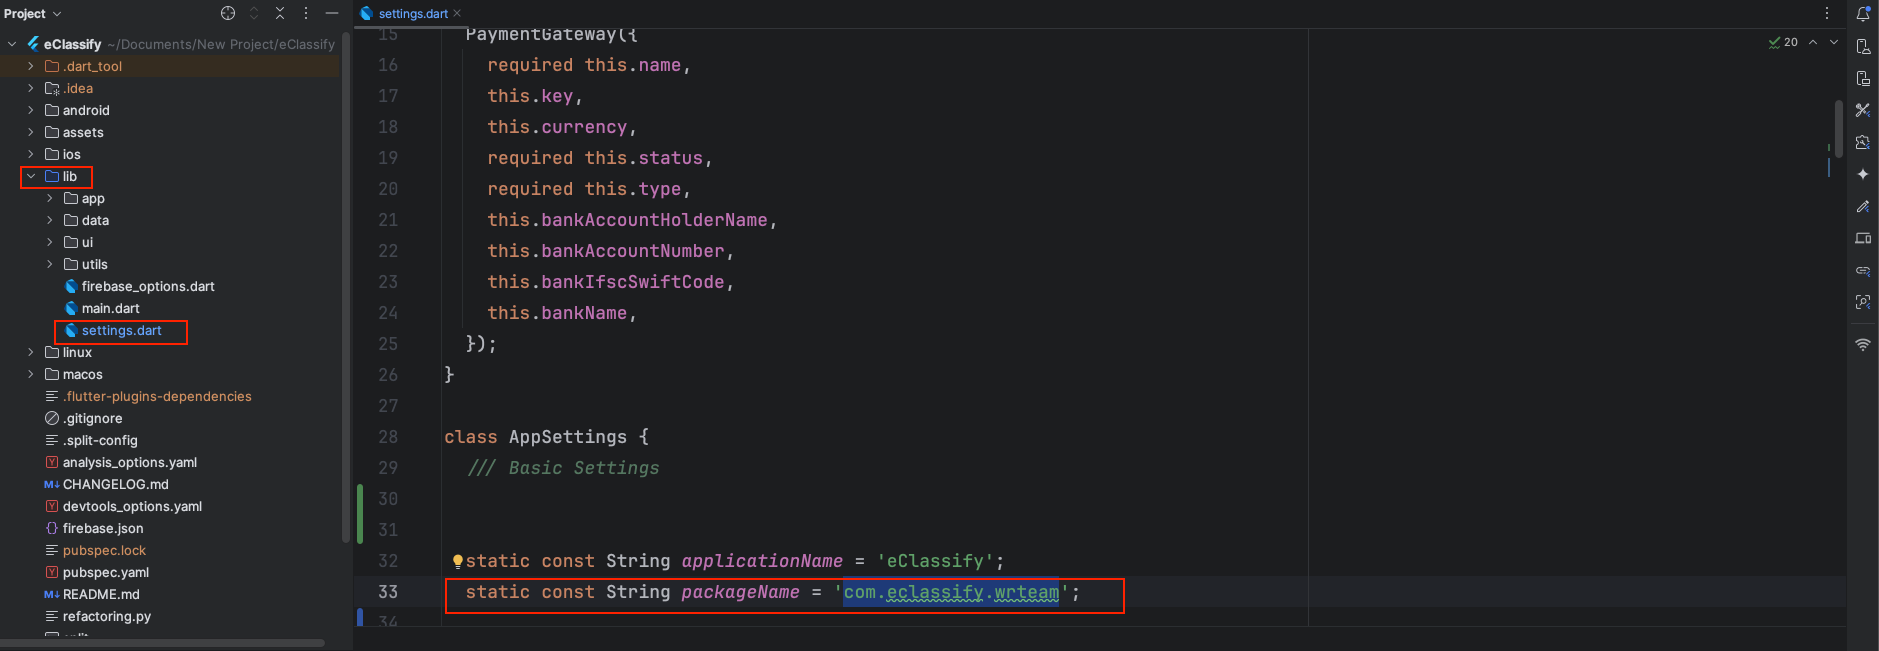 Project
eClassify ~/Documents/New Project/eClassify
.dart_tool
.idea
android
assets
ios
lib
app
data
ui
utils
firebase_options.dart
main.dart
settings.dart
linux
macos
.flutter-plugins-dependencies
.gitignore
.split-config
analysis_options.yaml
CHANGELOG.md
devtools_options.yaml
firebase.json
pubspec.lock
pubspec.yaml
README.md
refactoring.py
settings.dart
20
15 PaymentGateway({
16 required this.name,
17 this.key,
18 this.currency,
19 required this.status,
20 required this.type,
21 this.bankAccountHolderName,
22 this.bankAccountNumber,
23 this.bankIfscSwiftCode,
24 this.bankName,
25 });
26 }
27
28 class AppSettings {
29 /// Basic Settings
30
31
32 static const String applicationName = 'eClassify';
33 static const String packageName = 'com.eclassify.wrteam';
34